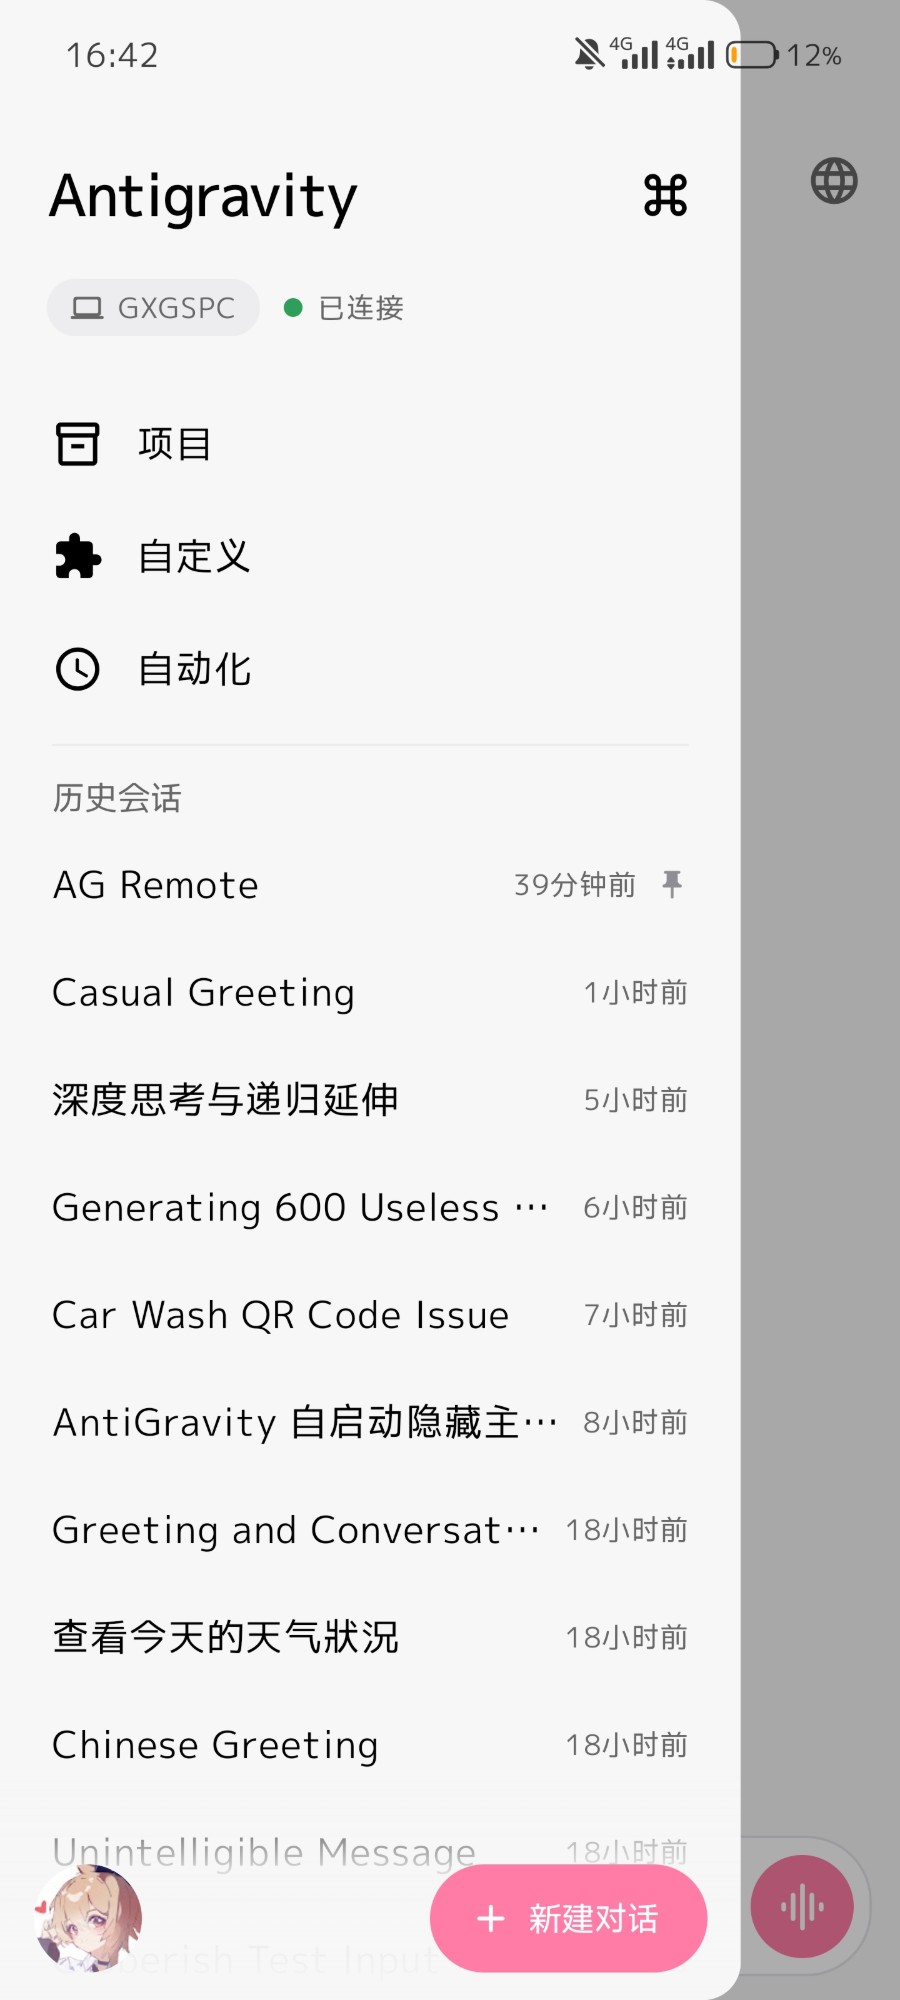 16:42
4G 4G 12%
Antigravity
GXGSPC 已连接
项目
自定义
自动化
历史会话
AG Remote 39分钟前
Casual Greeting 1小时前
深度思考与递归延伸 5小时前
Generating 600 Useless … 6小时前
Car Wash QR Code Issue 7小时前
AntiGravity 自启动隐藏主… 8小时前
Greeting and Conversat… 18小时前
查看今天的天气狀況 18小时前
Chinese Greeting 18小时前
Unintelligible Message 18小时前
新建对话
berish Test Input